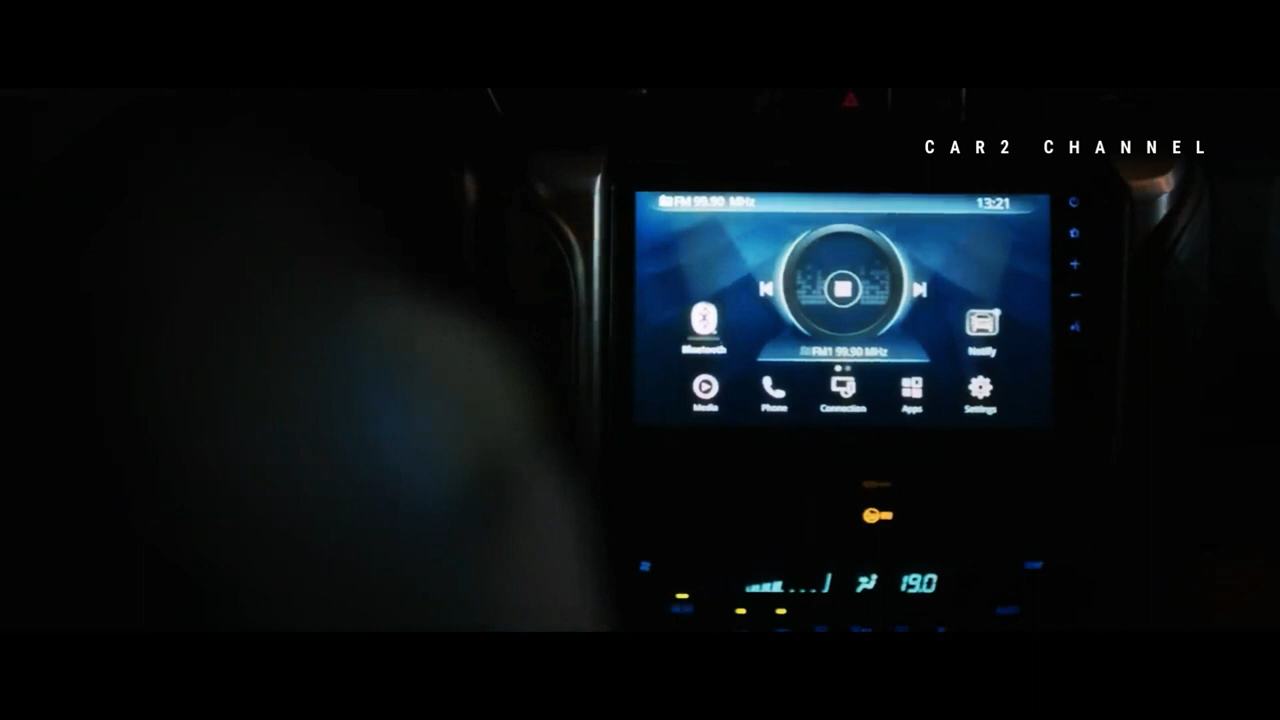 CAR2 CHANNEL
FM 99.90 MHz
13:21
Bluetooth
FM1 99.90 MHz
Notify
Media
Phone
Connection
Apps
Settings
19.0